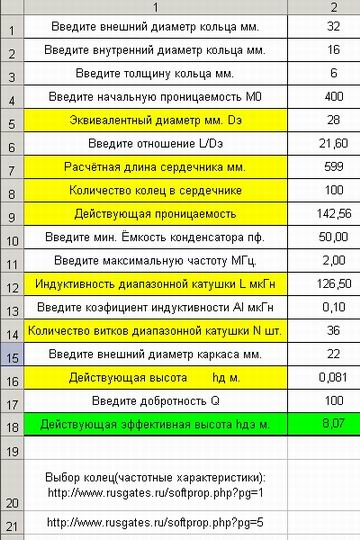 1 2
1 Введите внешний диаметр кольца мм. 32
2 Введите внутренний диаметр кольца мм. 16
3 Введите толщину кольца мм. 6
4 Введите начальную проницаемость М0 400
5 Эквивалентный диаметр мм. Dэ 28
6 Введите отношение L/Dэ 21,60
7 Расчётная длина сердечника мм. 599
8 Количество колец в сердечнике 100
9 Действующая проницаемость 142,56
10 Введите мин. Ёмкость конденсатора пф. 50,00
11 Введите максимальную частоту МГц. 2,00
12 Индуктивность диапазонной катушки L мкГн 126,50
13 Введите коэфициент индуктивности Al мкГн 0,10
14 Количество витков диапазонной катушки N шт. 36
15 Введите внешний диаметр каркаса мм. 22
16 Действующая высота hд м. 0,081
17 Введите добротность Q 100
18 Действующая эффективная высота hдэ м. 8,07
19
20 Выбор колец(частотные характеристики):
http://www.rusgates.ru/softprop.php?pg=1
21 http://www.rusgates.ru/softprop.php?pg=5